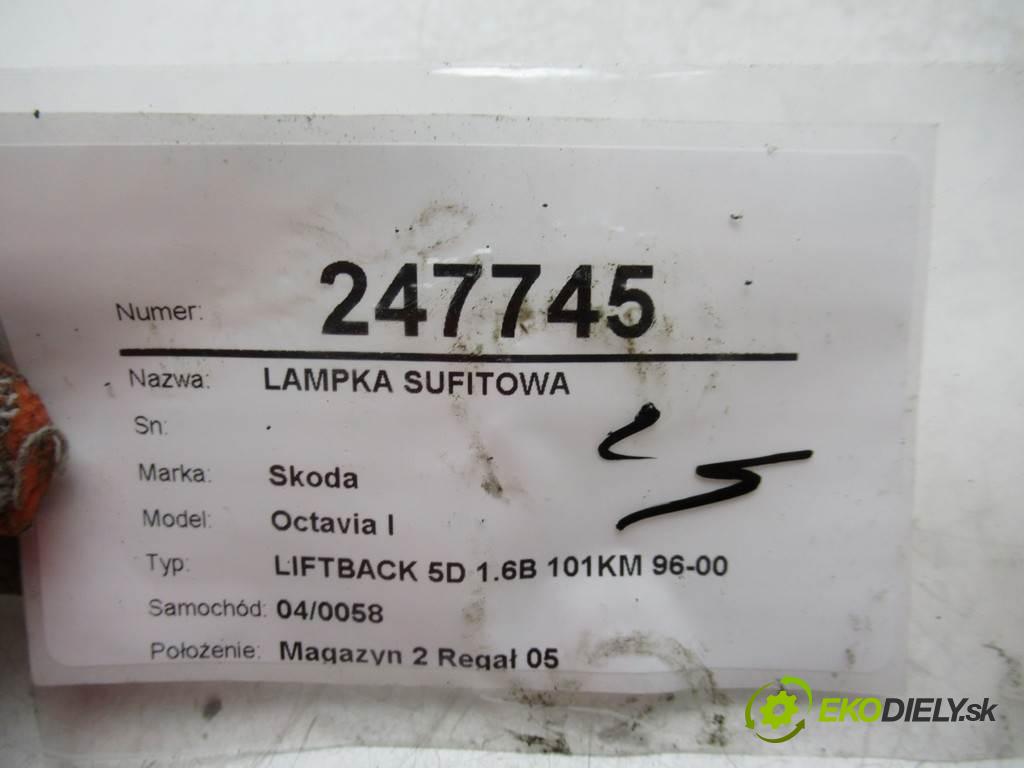 Numer: 247745
Nazwa: LAMPKA SUFITOWA
Sn:
Marka: Skoda
Model: Octavia I
Typ: LIFTBACK 5D 1.6B 101KM 96-00
Samochód: 04/0058
Położenie: Magazyn 2 Regał 05
EKODIELY.sk